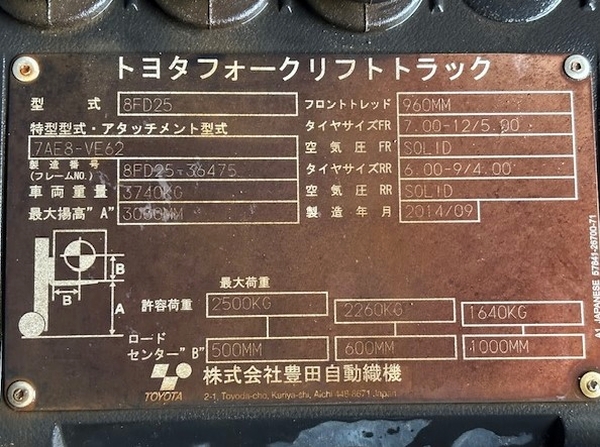 トヨタフォークリフトトラック
型 式 8FD25 フロントトレッド 960MM
特型型式・アタッチメント型式 タイヤサイズFR 7.00-12/5.00
7AE8-VE62 空気圧FR SOLID
製造番号 (フレームNO.) 8FD25-36475 タイヤサイズRR 6.00-9/4.00
車両重量 3740KG 空気圧RR SOLID
最大揚高"A" 3000MM 製造年月 2014/09
B
B
A
最大荷重
許容荷重 2500KG 2260KG 1640KG
ロード
センター"B" 500MM 600MM 1000MM
株式会社豊田自動織機
TOYOTA 2-1, Toyoda-cho, Kariya-shi, Aichi 448-8671 Japan
A1 JAPANESE 57841-26700-71